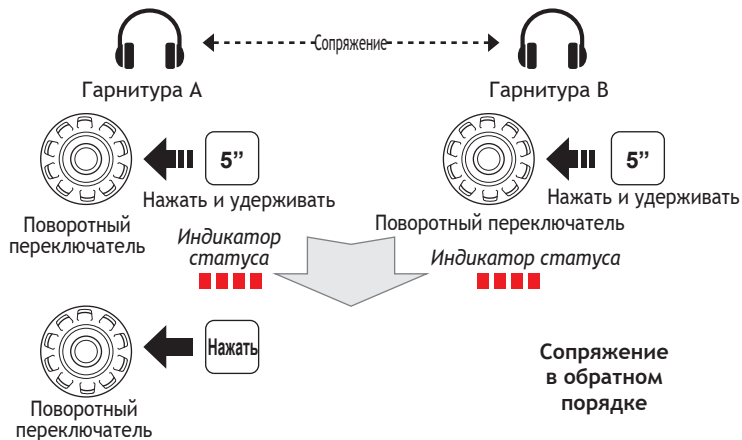 Сопряжение
Гарнитура A
Гарнитура B
5”
5”
Нажать и удерживать
Нажать и удерживать
Поворотный
переключатель
Поворотный переключатель
Индикатор
статуса
Индикатор статуса
Нажать
Поворотный
переключатель
Сопряжение
в обратном
порядке